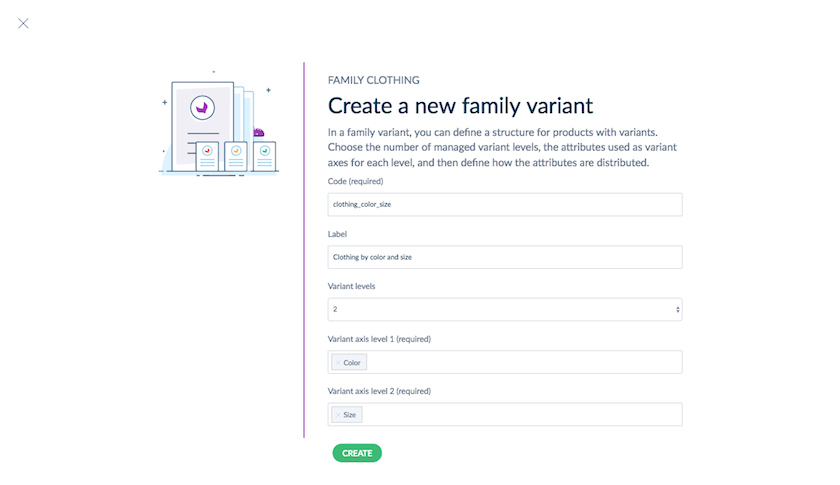 FAMILY CLOTHING
Create a new family variant
In a family variant, you can define a structure for products with variants.
Choose the number of managed variant levels, the attributes used as variant
axes for each level, and then define how the attributes are distributed.
Code (required)
clothing_color_size
Label
Clothing by color and size
Variant levels
2
Variant axis level 1 (required)
× Color
Variant axis level 2 (required)
× Size
CREATE